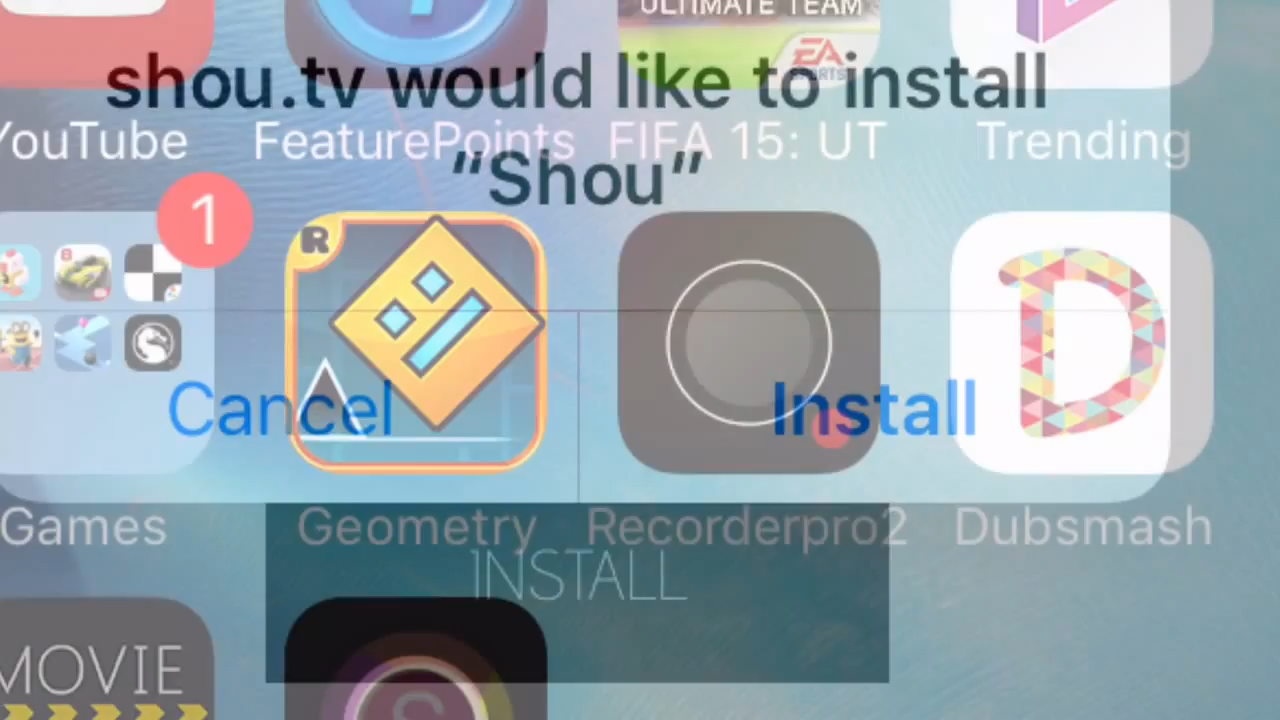 ULTIMATE TEAM
EA
SPORTS
shou.tv would like to install
YouTube FeaturePoints FIFA 15: UT Trending
“Shou”
1
R
D
Cancel Install
Games Geometry Recorderpro2 Dubsmash
INSTALL
MOVIE
S